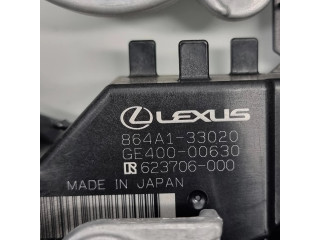 LEXUS
864A1-33020
GE400-00630
R 623706-000
MADE IN JAPAN